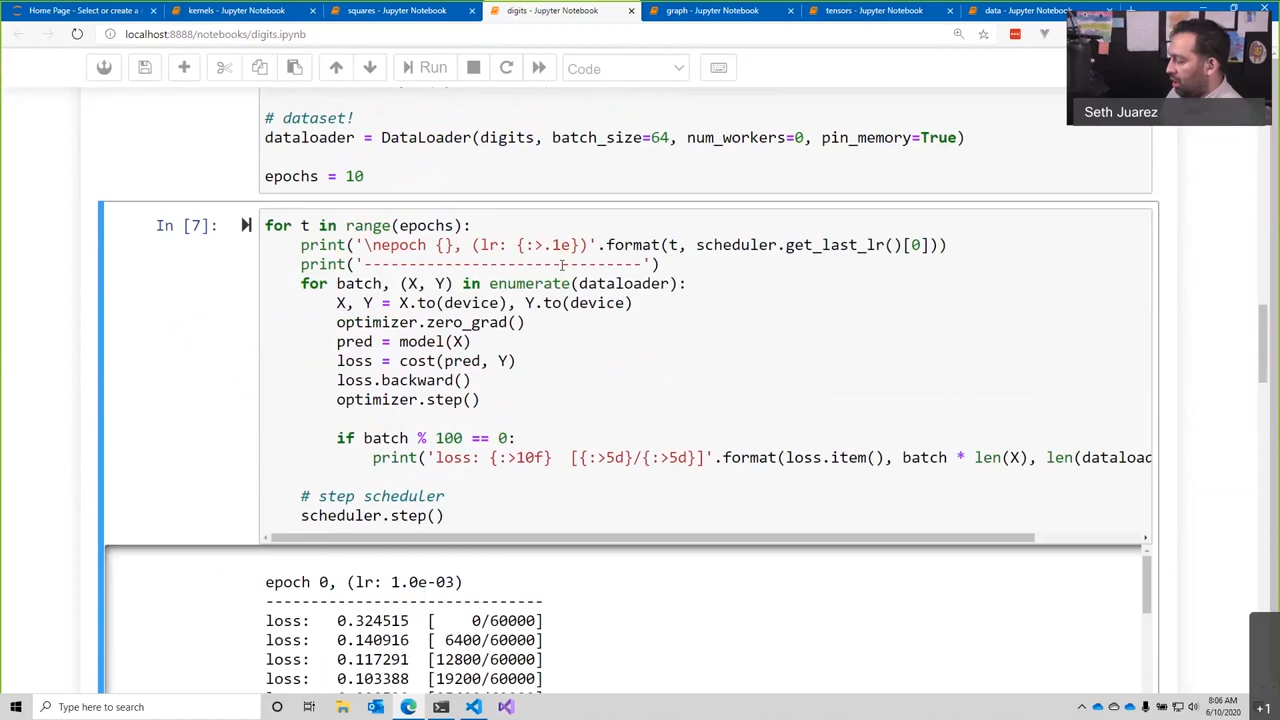 Home Page - Select or create a
kernels - Jupyter Notebook
squares - Jupyter Notebook
digits - Jupyter Notebook
graph - Jupyter Notebook
tensors - Jupyter Notebook
data - Jupyter Notebook
localhost:8888/notebooks/digits.ipynb
Run
Code
Seth Juarez
# dataset!
dataloader = DataLoader(digits, batch_size=64, num_workers=0, pin_memory=True)
epochs = 10
In [7]:
for t in range(epochs):
print('\nepoch {}, (lr: {:>.1e})'.format(t, scheduler.get_last_lr()[0]))
print('-------------------------------')
for batch, (X, Y) in enumerate(dataloader):
X, Y = X.to(device), Y.to(device)
optimizer.zero_grad()
pred = model(X)
loss = cost(pred, Y)
loss.backward()
optimizer.step()
if batch % 100 == 0:
print('loss: {:>10f}  [{:>5d}/{:>5d}]'.format(loss.item(), batch * len(X), len(dataloac
# step scheduler
scheduler.step()
epoch 0, (lr: 1.0e-03)
-------------------------------
loss:   0.324515  [    0/60000]
loss:   0.140916  [ 6400/60000]
loss:   0.117291  [12800/60000]
loss:   0.103388  [19200/60000]
Type here to search
8:06 AM
6/10/2020
+1